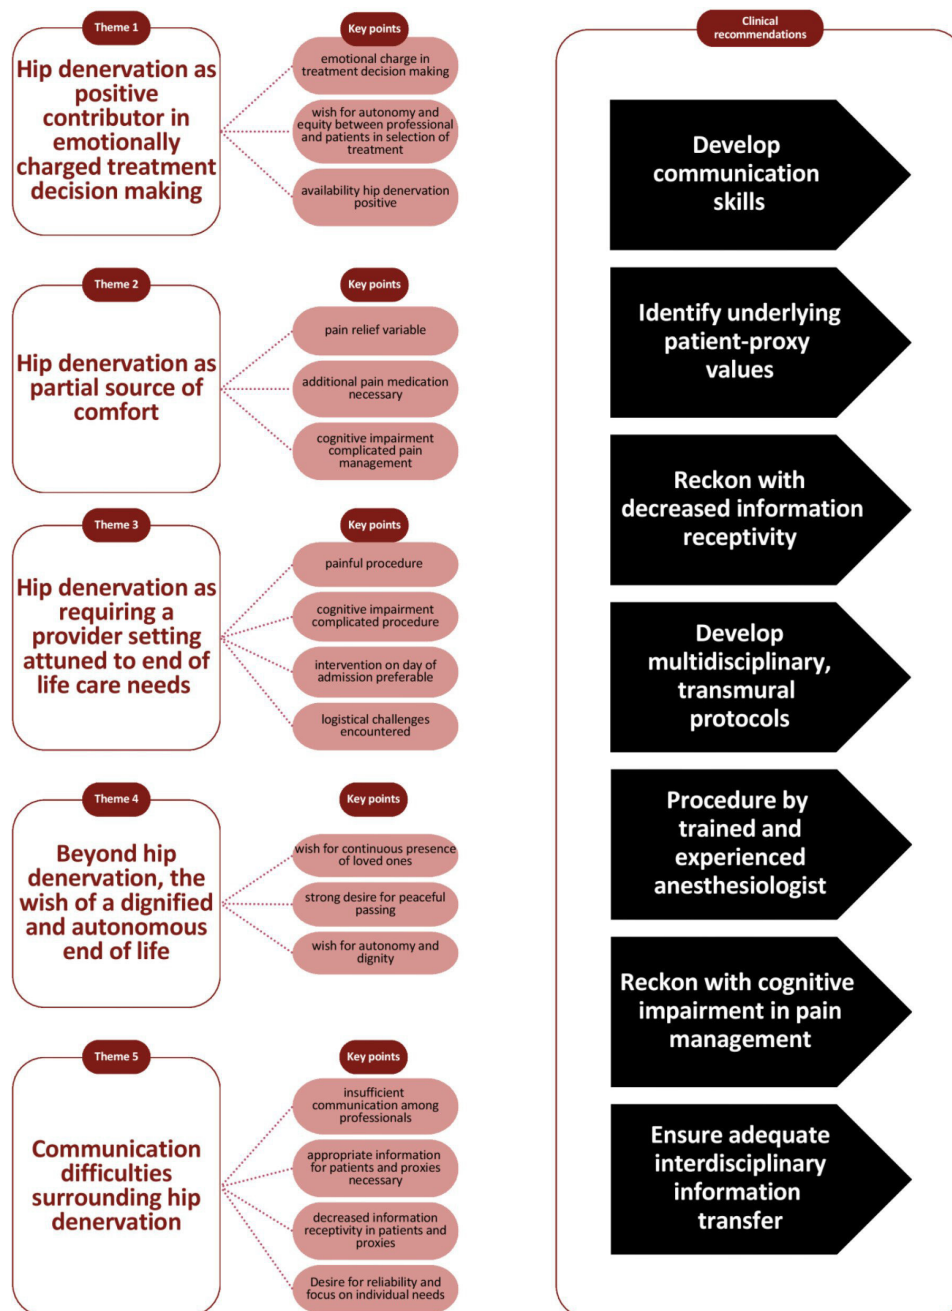 Theme 1
Hip denervation as
positive
contributor in
emotionally
charged treatment
decision making
Key points
emotional charge in
treatment decision making
wish for autonomy and
equity between professional
and patients in selection of
treatment
availability hip denervation
positive
Theme 2
Hip denervation as
partial source of
comfort
Key points
pain relief variable
additional pain medication
necessary
cognitive impairment
complicated pain
management
Theme 3
Hip denervation as
requiring a
provider setting
attuned to end of
life care needs
Key points
painful procedure
cognitive impairment
complicated procedure
intervention on day of
admission preferable
logistical challenges
encountered
Theme 4
Beyond hip
denervation, the
wish of a dignified
and autonomous
end of life
Key points
wish for continuous presence
of loved ones
strong desire for peaceful
passing
wish for autonomy and
dignity
Theme 5
Communication
difficulties
surrounding hip
denervation
Key points
insufficient
communication among
professionals
appropriate information
for patients and proxies
necessary
decreased information
receptivity in patients and
proxies
Desire for reliability and
focus on individual needs
Clinical
recommendations
Develop
communication
skills
Identify underlying
patient-proxy
values
Reckon with
decreased information
receptivity
Develop
multidisciplinary,
transmural
protocols
Procedure by
trained and
experienced
anesthesiologist
Reckon with cognitive
impairment in pain
management
Ensure adequate
interdisciplinary
information
transfer